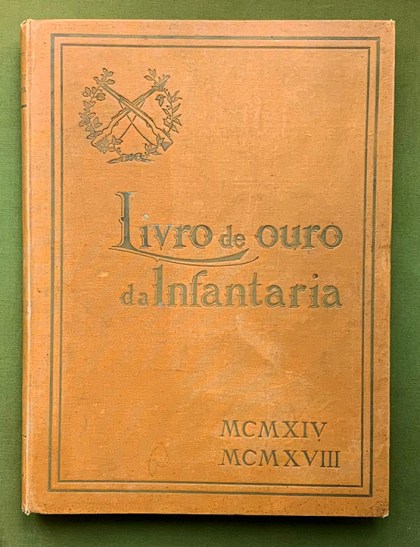 Livro de ouro
da Infantaria
MCMXIV
MCMXVIII